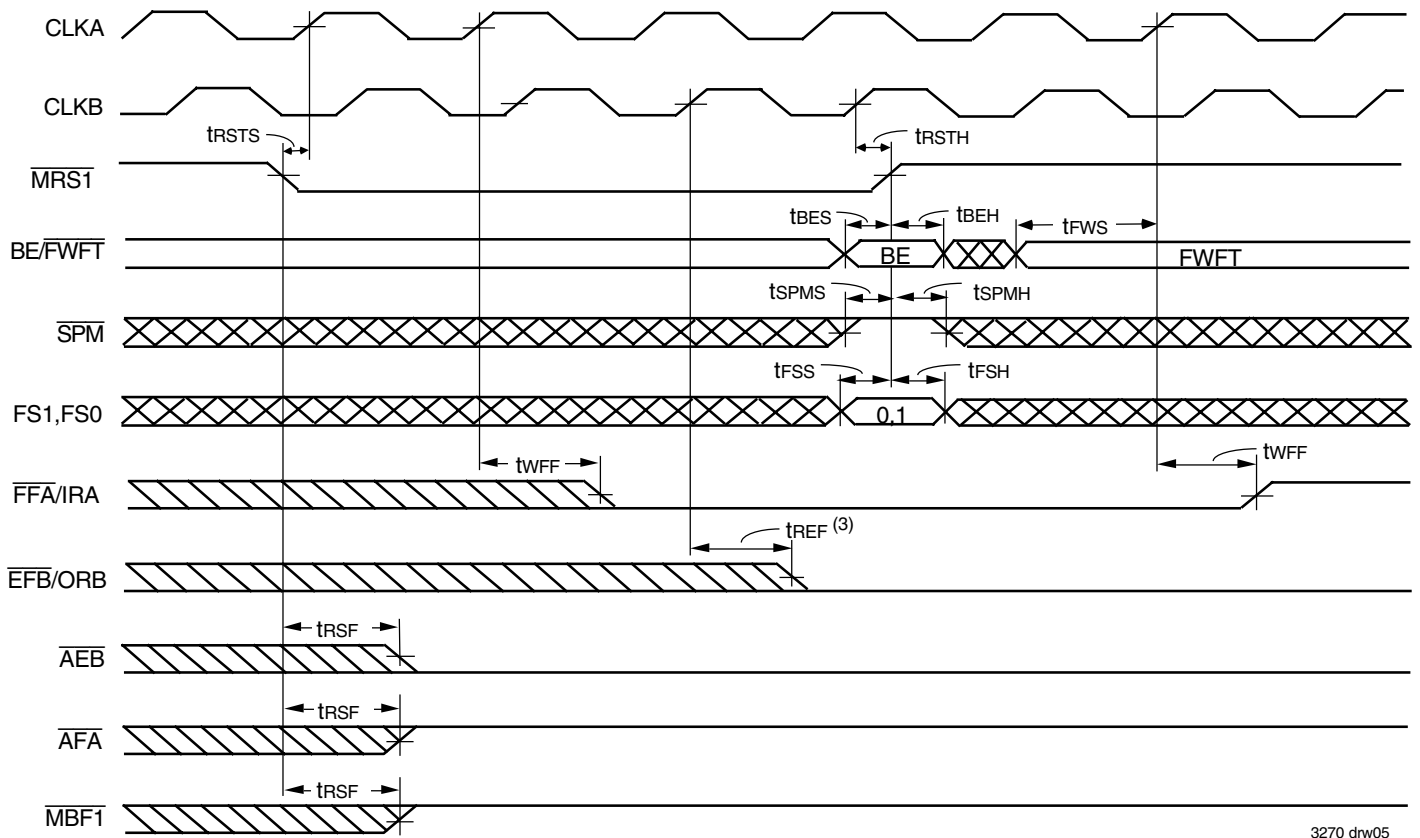 CLKA
CLKB
tRSTS
tRSTH
MRS1
tBES
tBEH
tFWS
BE/FWFT
BE
FWFT
tSPMS
tSPMH
SPM
tFSS
tFSH
FS1,FS0
0,1
tWFF
tWFF
FFA/IRA
tREF (3)
EFB/ORB
tRSF
AEB
tRSF
AFA
tRSF
MBF1
3270 drw05